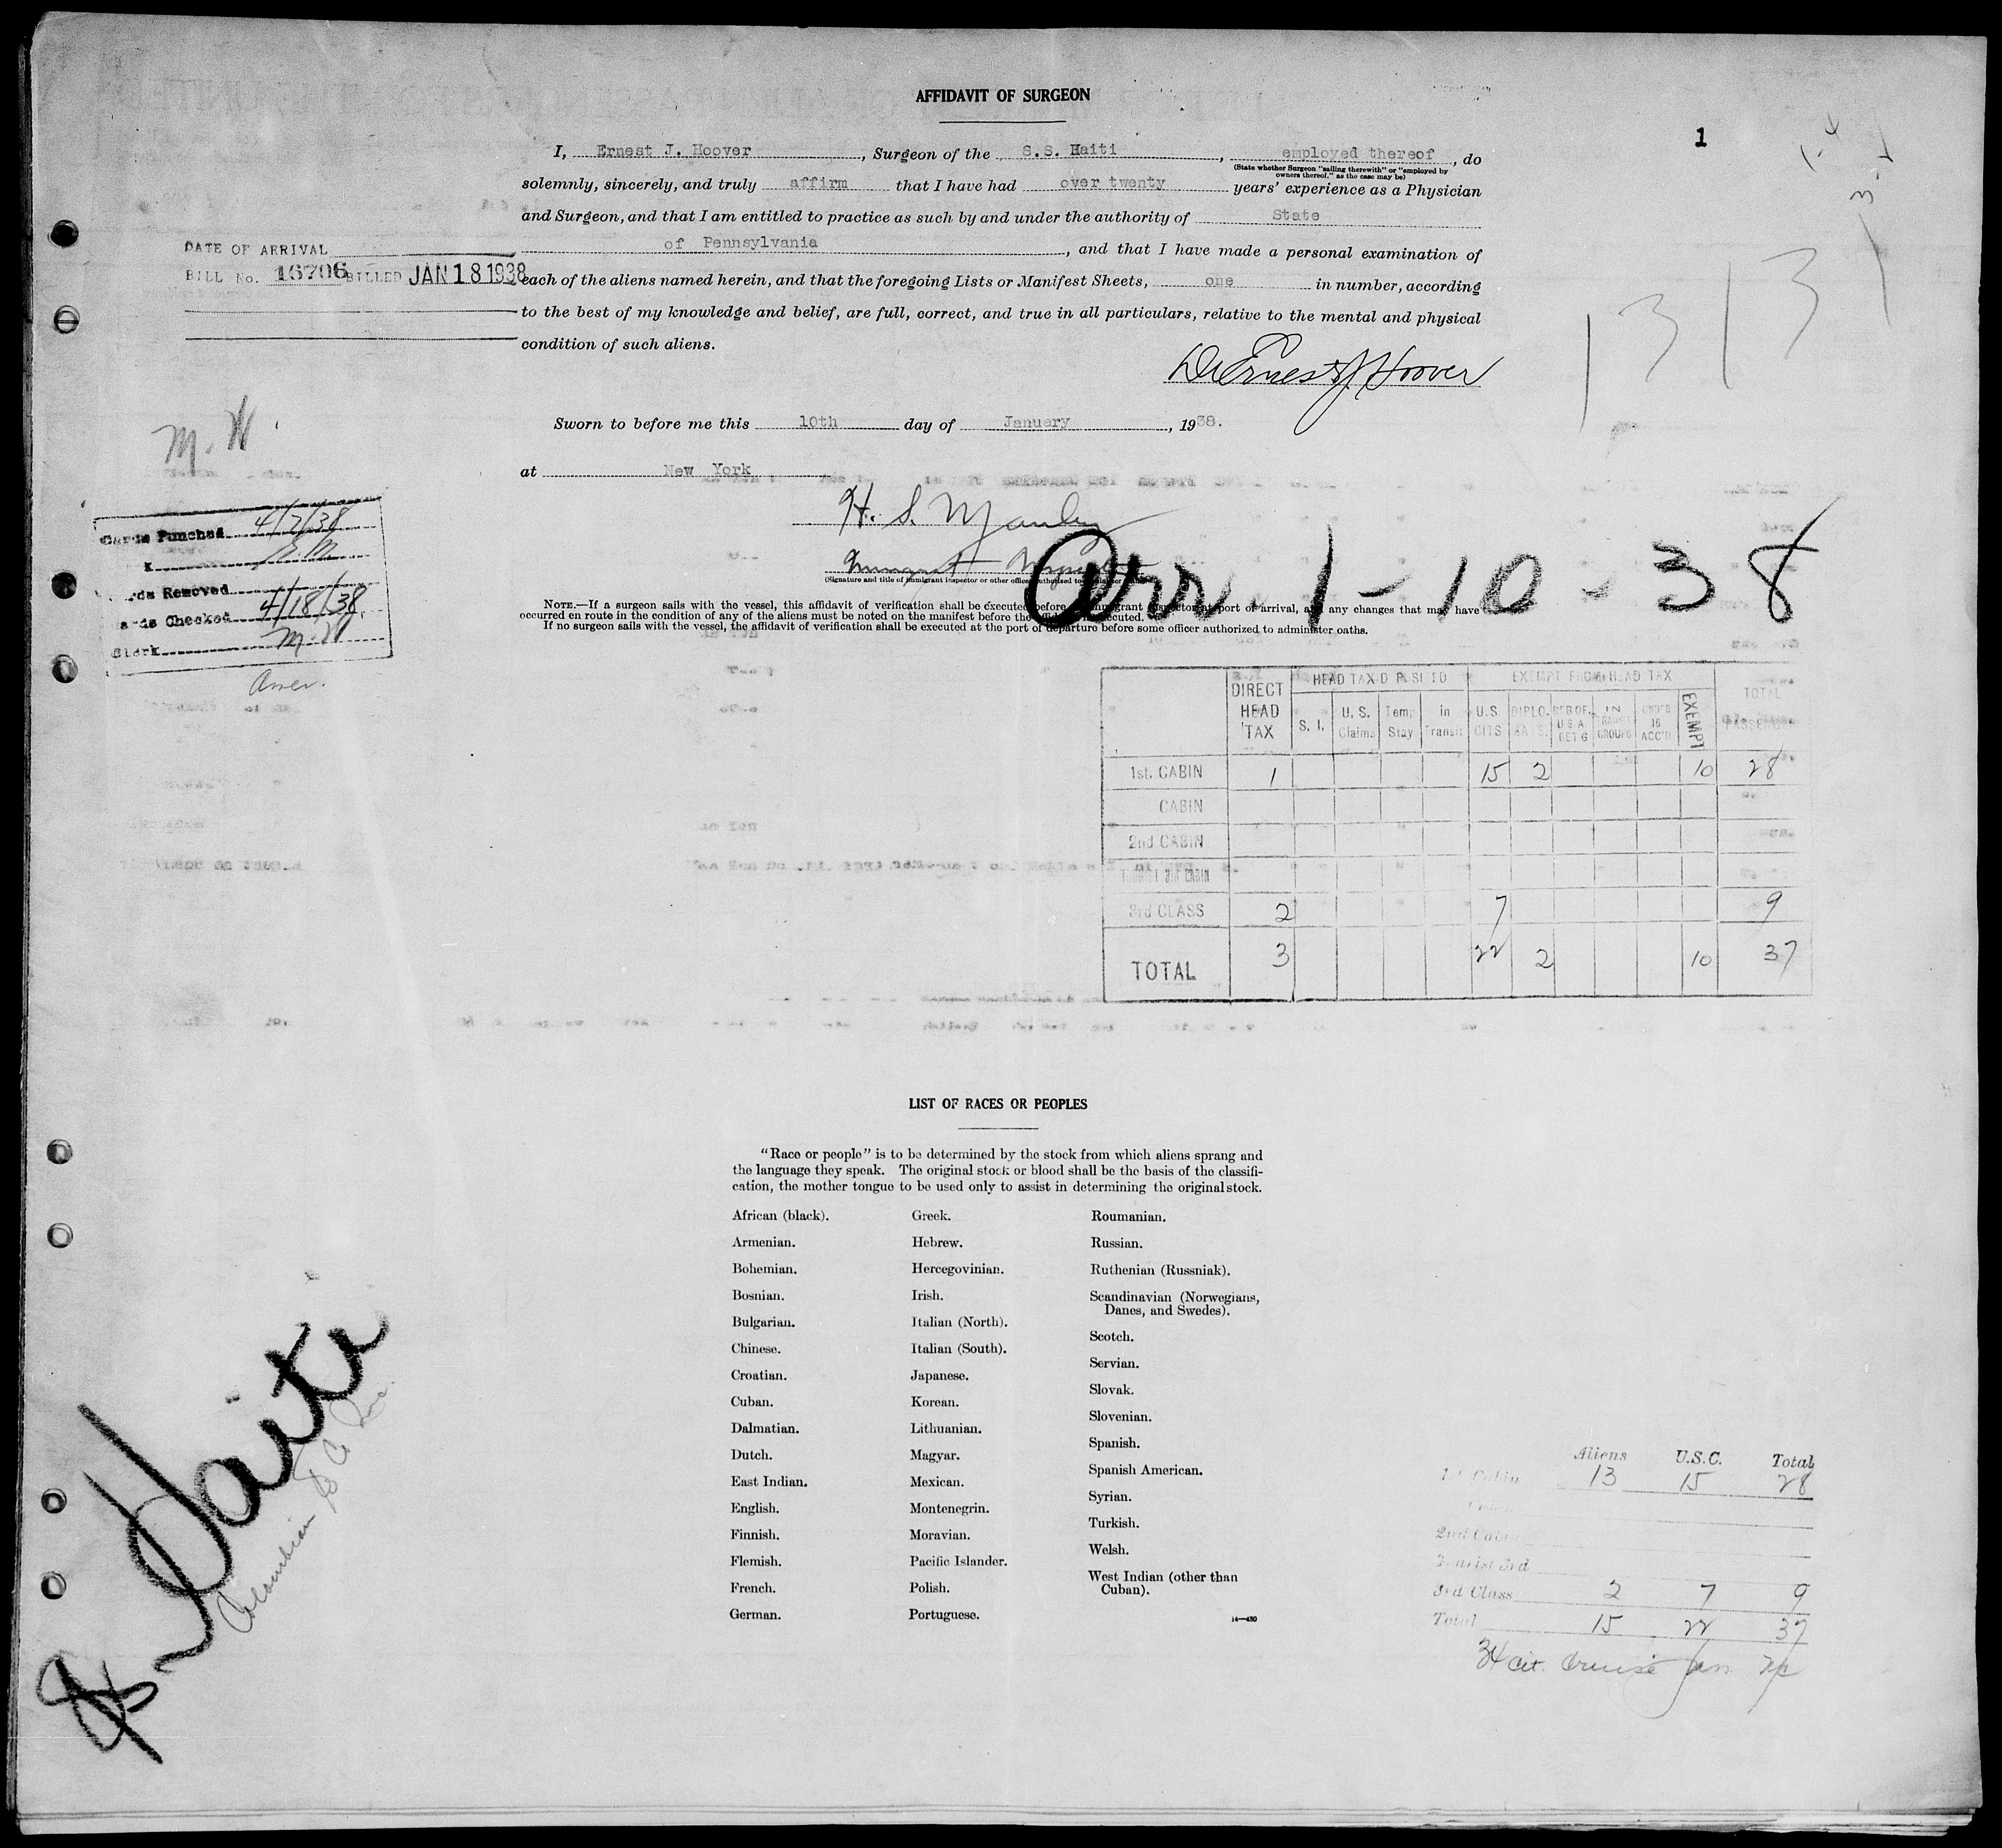 AFFIDAVIT OF SURGEON
1
I, Ernest J. Hoover, Surgeon of the S.S. Haiti, employed thereof, do
(State whether Surgeon "sailing therewith" or "employed by
owners thereof," as the case may be)
solemnly, sincerely, and truly affirm that I have had over twenty years' experience as a Physician
and Surgeon, and that I am entitled to practice as such by and under the authority of State
of Pennsylvania, and that I have made a personal examination of
each of the aliens named herein, and that the foregoing Lists or Manifest Sheets, one in number, according
to the best of my knowledge and belief, are full, correct, and true in all particulars, relative to the mental and physical
condition of such aliens.
DATE OF ARRIVAL
BILL No. 16706 BILLED JAN 18 1938
Dr Ernest J Hoover
1313
Sworn to before me this 10th day of January, 1938.
at New York
H. S. Manley
(Signature and title of immigrant inspector or other officer authorized to
M. W.
Cards Punched 4/7/38
Cards Removed
Cards Checked 4/18/38
Clerk M. W
Arr. 1-10-38
NOTE.—If a surgeon sails with the vessel, this affidavit of verification shall be executed before immigrant inspector at port of arrival, and any changes that may have
occurred en route in the condition of any of the aliens must be noted on the manifest before the affidavit is executed.
If no surgeon sails with the vessel, the affidavit of verification shall be executed at the port of departure before some officer authorized to administer oaths.
DIRECT HEAD TAX HEAD TAX DEPOSITED EXEMPT FROM HEAD TAX TOTAL PASSENGERS
S. I. U. S. Claims Temp Stay in Transit U.S. CITS DIPLOMATS. IN TRANSIT GROUPS UNDER 16 ACC'D EXEMPT
1st. CABIN 1 15 2 10 28
CABIN
2nd CABIN
TOURIST 3rd CABIN
3rd CLASS 2 7 9
TOTAL 3 22 2 10 37
LIST OF RACES OR PEOPLES
"Race or people" is to be determined by the stock from which aliens sprang and
the language they speak. The original stock or blood shall be the basis of the classifi-
cation, the mother tongue to be used only to assist in determining the original stock.
African (black).
Armenian.
Bohemian.
Bosnian.
Bulgarian.
Chinese.
Croatian.
Cuban.
Dalmatian.
Dutch.
East Indian.
English.
Finnish.
Flemish.
French.
German.
Greek.
Hebrew.
Hercegovinian.
Irish.
Italian (North).
Italian (South).
Japanese.
Korean.
Lithuanian.
Magyar.
Mexican.
Montenegrin.
Moravian.
Pacific Islander.
Polish.
Portuguese.
Roumanian.
Russian.
Ruthenian (Russniak).
Scandinavian (Norwegians,
Danes, and Swedes).
Scotch.
Servian.
Slovak.
Slovenian.
Spanish.
Spanish American.
Syrian.
Turkish.
Welsh.
West Indian (other than
Cuban).
14—430
Haiti
Colombian
Aliens U.S.C. Total
1st Cabin 13 15 28
Cabin
2nd Cabin
Tourist 3rd
3rd Class 2 7 9
Total 15 22 37
34 cit. cruise